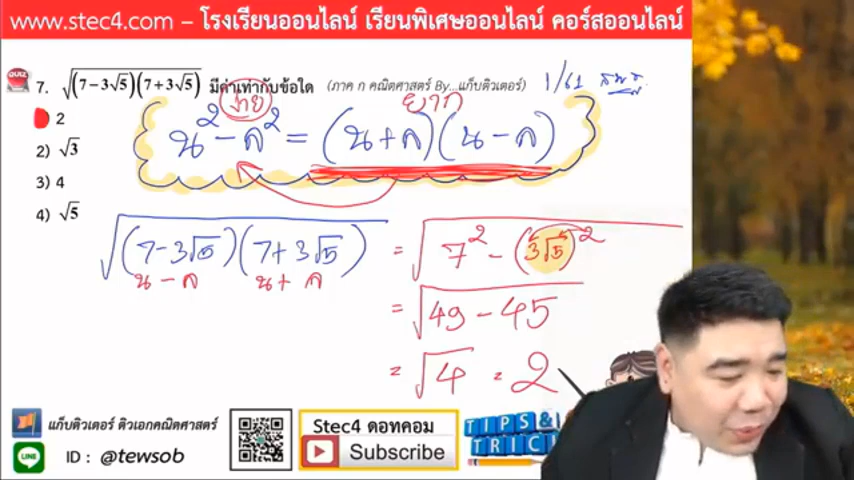 www.stec4.com – โรงเรียนออนไลน์ เรียนพิเศษออนไลน์ คอร์สออนไลน์
QUIZ
7. √(7−3√5)(7+3√5) มีค่าเท่ากับข้อใด (ภาค ก คณิตศาสตร์ By...แก็บติวเตอร์) 1/61
ง่าย ยาก
2
น² − ล² = (น+ล)(น−ล)
2) √3
3) 4
4) √5
√(7−3√5)(7+3√5) = √7² − (3√5)²
น − ล น + ล
= √49 − 45
= √4 = 2
แก็บติวเตอร์ ติวเอกคณิตศาสตร์
LINE ID : @tewsob
Stec4 ดอทคอม
Subscribe
TIPS &
TRIC